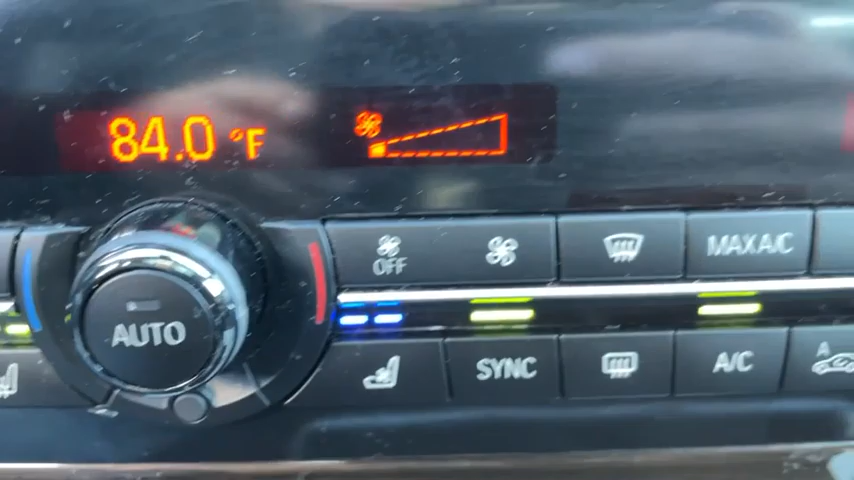 84.0 °F
OFF
MAX A/C
AUTO
SYNC
A/C
A